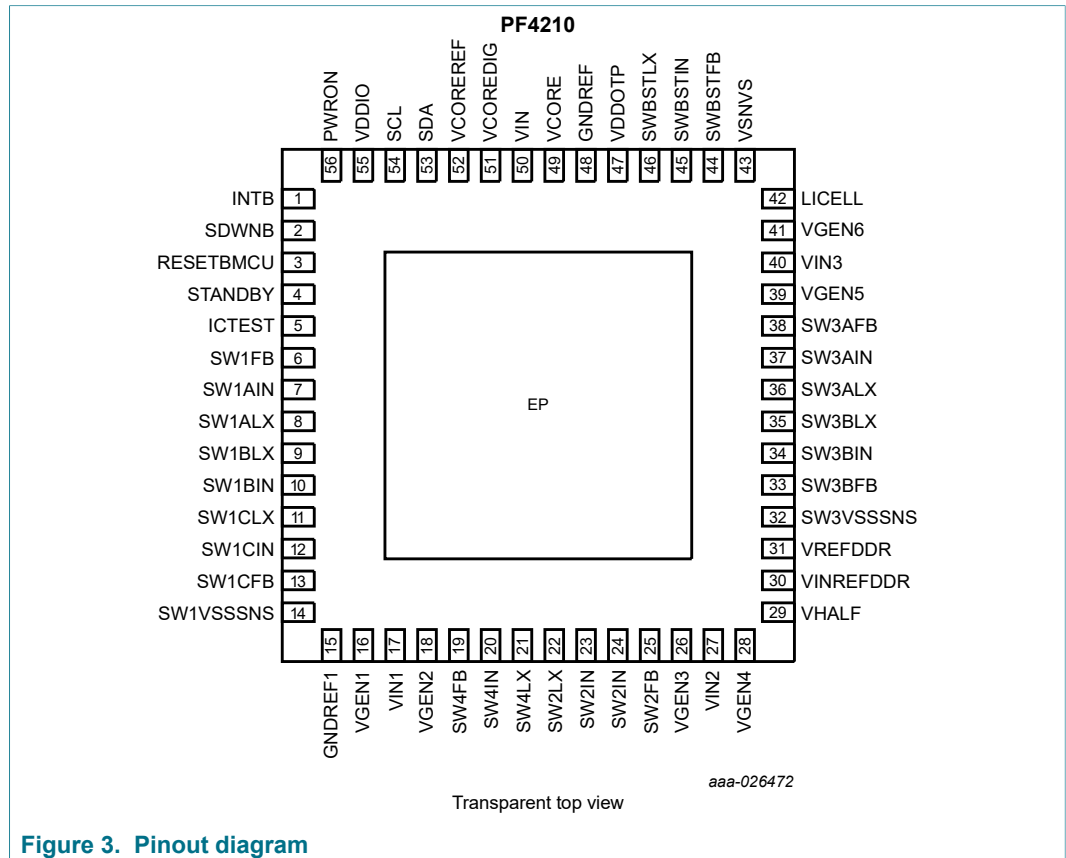 PF4210
PWRON
VDDIO
SCL
SDA
VCOREREF
VCOREDIG
VIN
VCORE
GNDREF
VDDOTP
SWBSTLX
SWBSTIN
SWBSTFB
VSNVS
56
55
54
53
52
51
50
49
48
47
46
45
44
43
INTB 1
SDWNB 2
RESETBMCU 3
STANDBY 4
ICTEST 5
SW1FB 6
SW1AIN 7
SW1ALX 8
SW1BLX 9
SW1BIN 10
SW1CLX 11
SW1CIN 12
SW1CFB 13
SW1VSSSNS 14
EP
42 LICELL
41 VGEN6
40 VIN3
39 VGEN5
38 SW3AFB
37 SW3AIN
36 SW3ALX
35 SW3BLX
34 SW3BIN
33 SW3BFB
32 SW3VSSSNS
31 VREFDDR
30 VINREFDDR
29 VHALF
15
16
17
18
19
20
21
22
23
24
25
26
27
28
GNDREF1
VGEN1
VIN1
VGEN2
SW4FB
SW4IN
SW4LX
SW2LX
SW2IN
SW2IN
SW2FB
VGEN3
VIN2
VGEN4
aaa-026472
Transparent top view
Figure 3. Pinout diagram